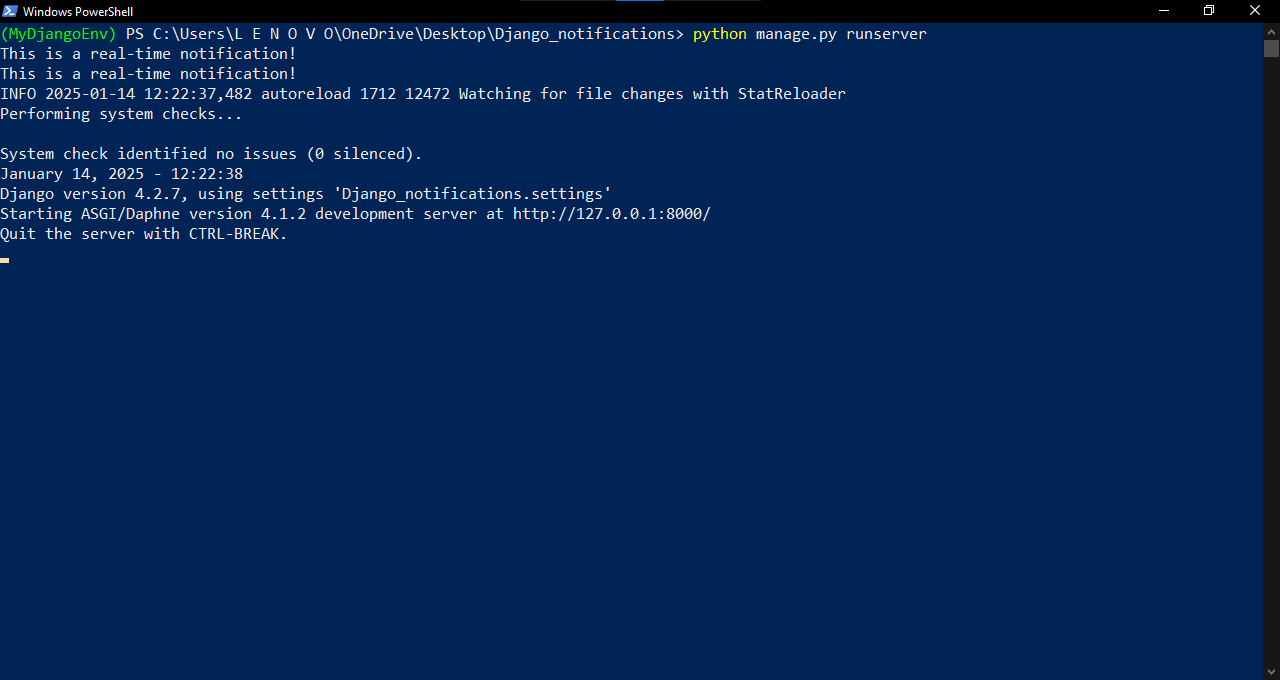 Windows PowerShell
(MyDjangoEnv) PS C:\Users\L E N O V O\OneDrive\Desktop\Django_notifications> python manage.py runserver
This is a real-time notification!
This is a real-time notification!
INFO 2025-01-14 12:22:37,482 autoreload 1712 12472 Watching for file changes with StatReloader
Performing system checks...
System check identified no issues (0 silenced).
January 14, 2025 - 12:22:38
Django version 4.2.7, using settings 'Django_notifications.settings'
Starting ASGI/Daphne version 4.1.2 development server at http://127.0.0.1:8000/
Quit the server with CTRL-BREAK.